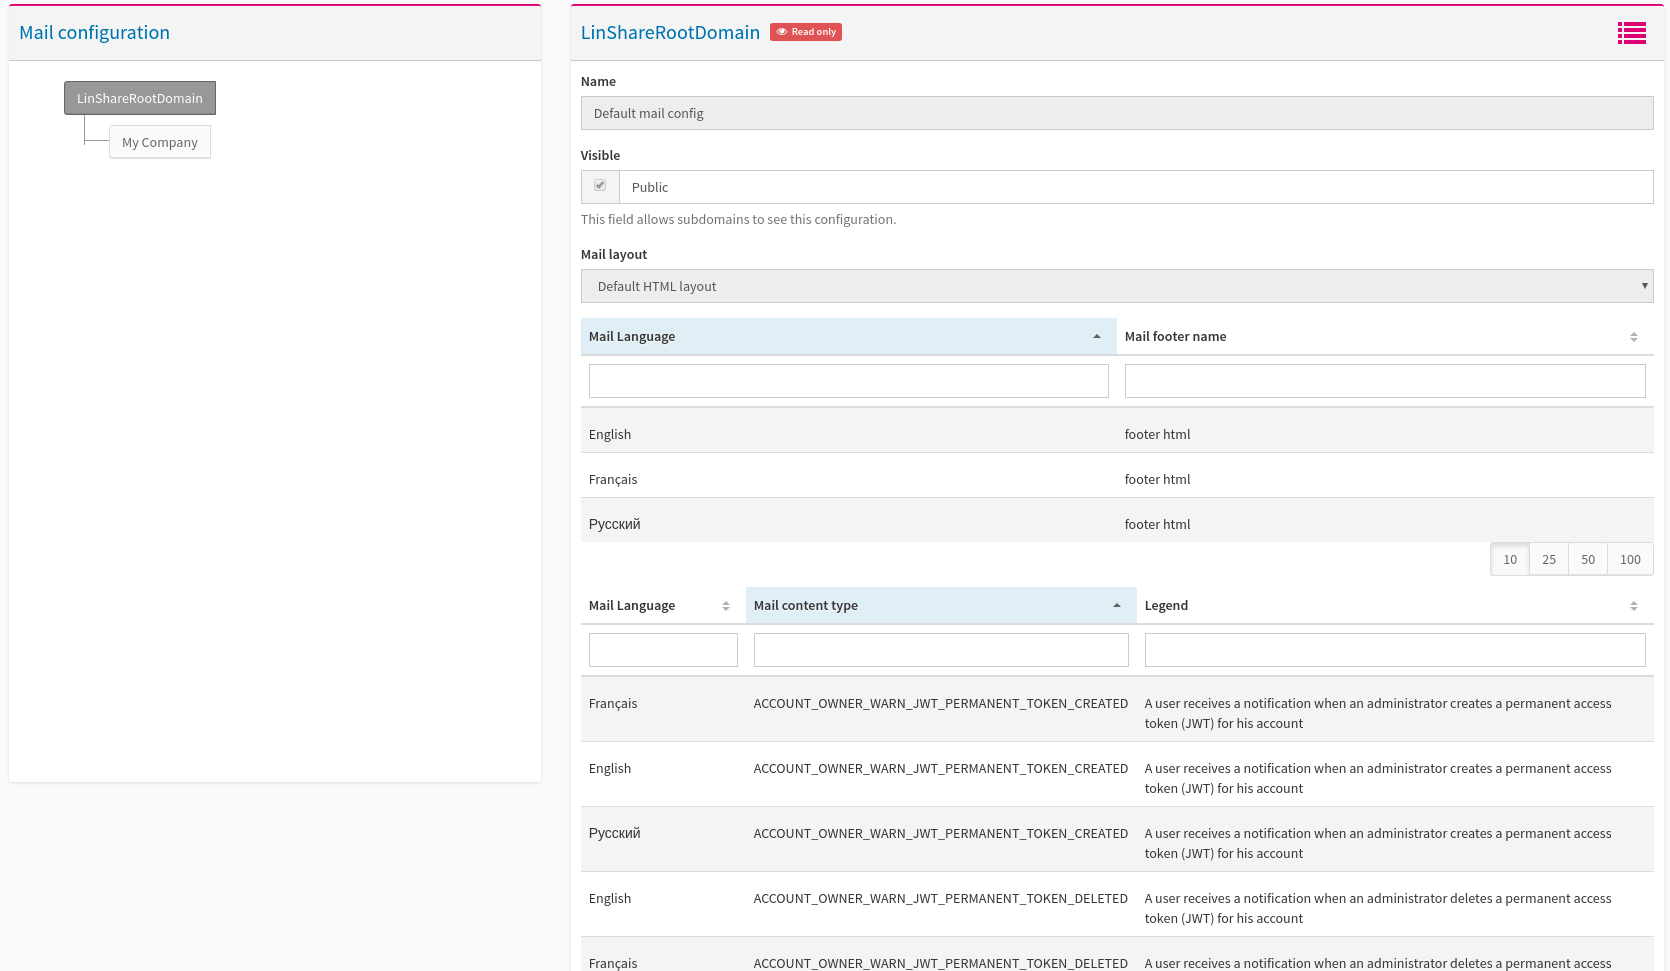 Mail configuration
LinShareRootDomain
My Company
LinShareRootDomain Read only
Name
Default mail config
Visible
Public
This field allows subdomains to see this configuration.
Mail layout
Default HTML layout
Mail Language Mail footer name
English footer html
Français footer html
Русский footer html
10 25 50 100
Mail Language Mail content type Legend
Français ACCOUNT_OWNER_WARN_JWT_PERMANENT_TOKEN_CREATED A user receives a notification when an administrator creates a permanent access
token (JWT) for his account
English ACCOUNT_OWNER_WARN_JWT_PERMANENT_TOKEN_CREATED A user receives a notification when an administrator creates a permanent access
token (JWT) for his account
Русский ACCOUNT_OWNER_WARN_JWT_PERMANENT_TOKEN_CREATED A user receives a notification when an administrator creates a permanent access
token (JWT) for his account
English ACCOUNT_OWNER_WARN_JWT_PERMANENT_TOKEN_DELETED A user receives a notification when an administrator deletes a permanent access
token (JWT) for his account
Français ACCOUNT_OWNER_WARN_JWT_PERMANENT_TOKEN_DELETED A user receives a notification when an administrator deletes a permanent access